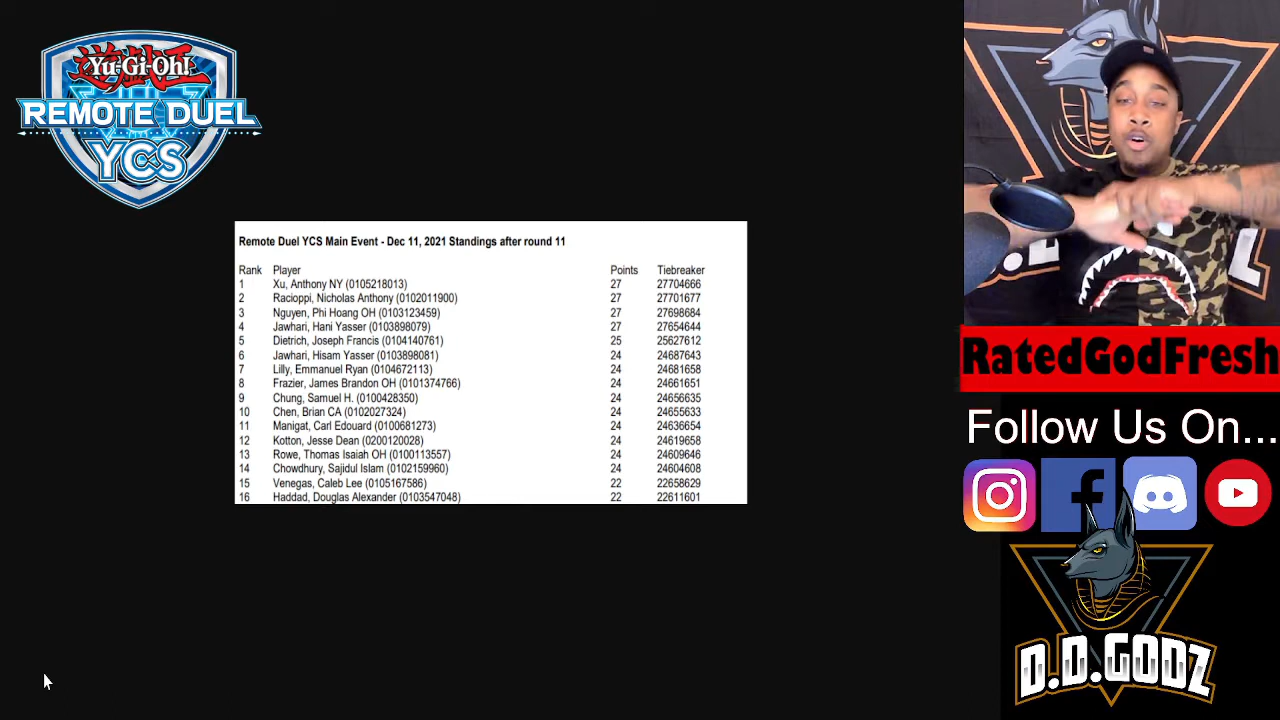 Yu-Gi-Oh!
REMOTE DUEL
YCS
Remote Duel YCS Main Event - Dec 11, 2021 Standings after round 11
Rank Player Points Tiebreaker
1 Xu, Anthony NY (0105218013) 27 27704666
2 Racioppi, Nicholas Anthony (0102011900) 27 27701677
3 Nguyen, Phi Hoang OH (0103123459) 27 27698684
4 Jawhari, Hani Yasser (0103898079) 27 27654644
5 Dietrich, Joseph Francis (0104140761) 25 25627612
6 Jawhari, Hisam Yasser (0103898081) 24 24687643
7 Lilly, Emmanuel Ryan (0104672113) 24 24681658
8 Frazier, James Brandon OH (0101374766) 24 24661651
9 Chung, Samuel H. (0100428350) 24 24656635
10 Chen, Brian CA (0102027324) 24 24655633
11 Manigat, Carl Edouard (0100681273) 24 24636654
12 Kotton, Jesse Dean (0200120028) 24 24619658
13 Rowe, Thomas Isaiah OH (0100113557) 24 24609646
14 Chowdhury, Sajidul Islam (0102159960) 24 24604608
15 Venegas, Caleb Lee (0105167586) 22 22658629
16 Haddad, Douglas Alexander (0103547048) 22 22611601
RatedGodFresh
Follow Us On...
D.D.GODZ